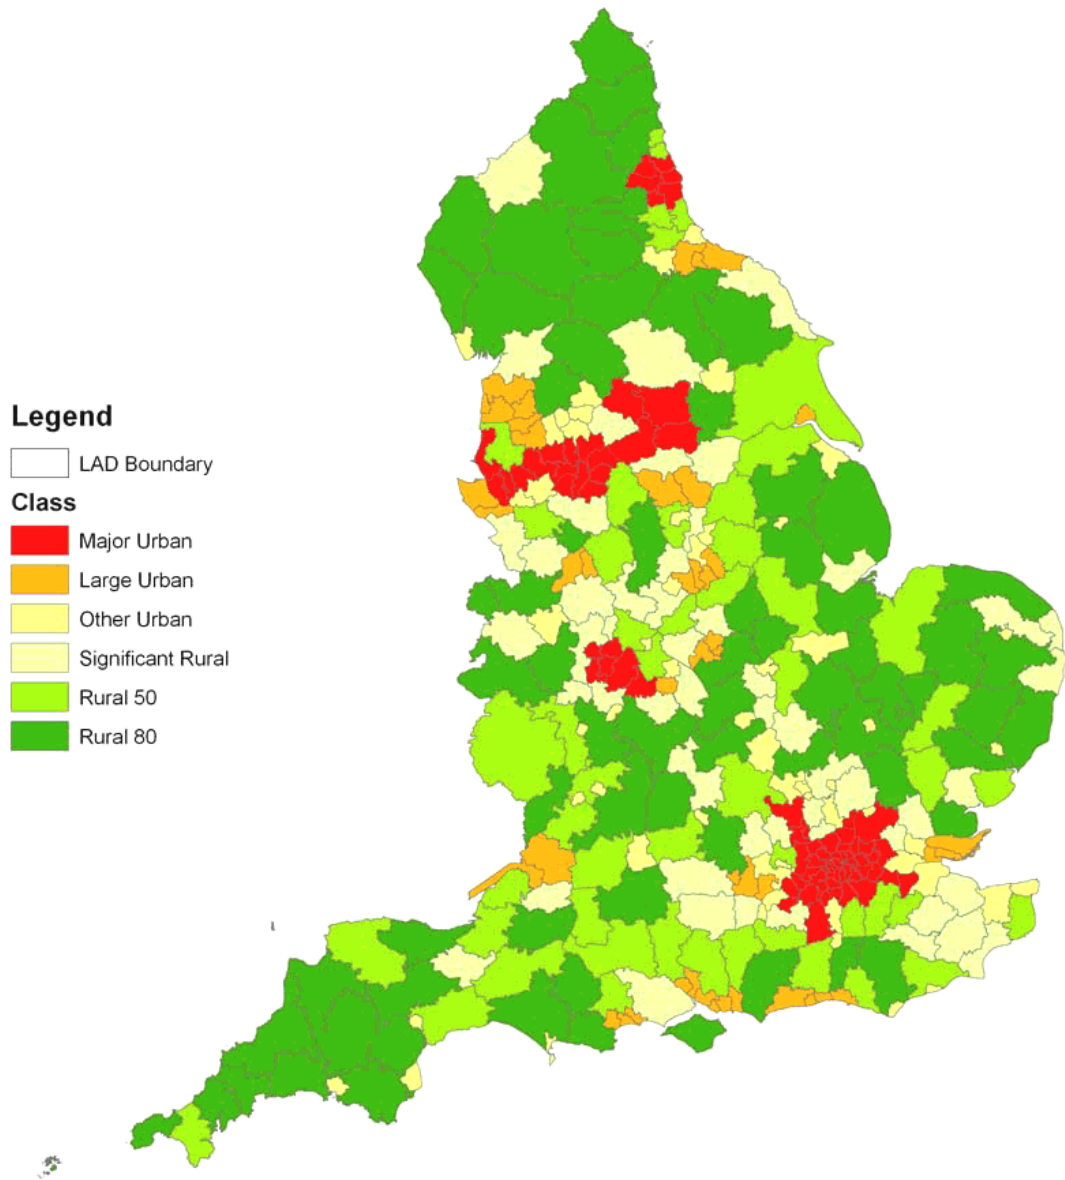 Legend
LAD Boundary
Class
Major Urban
Large Urban
Other Urban
Significant Rural
Rural 50
Rural 80